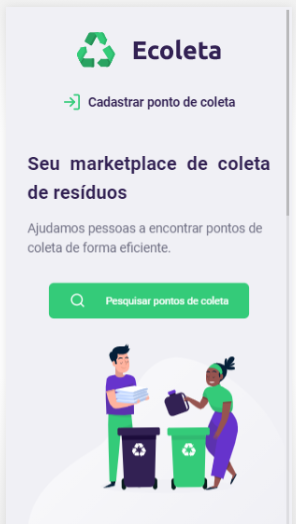 Ecoleta
Cadastrar ponto de coleta
Seu marketplace de coleta
de resíduos
Ajudamos pessoas a encontrar pontos de
coleta de forma eficiente.
Pesquisar pontos de coleta